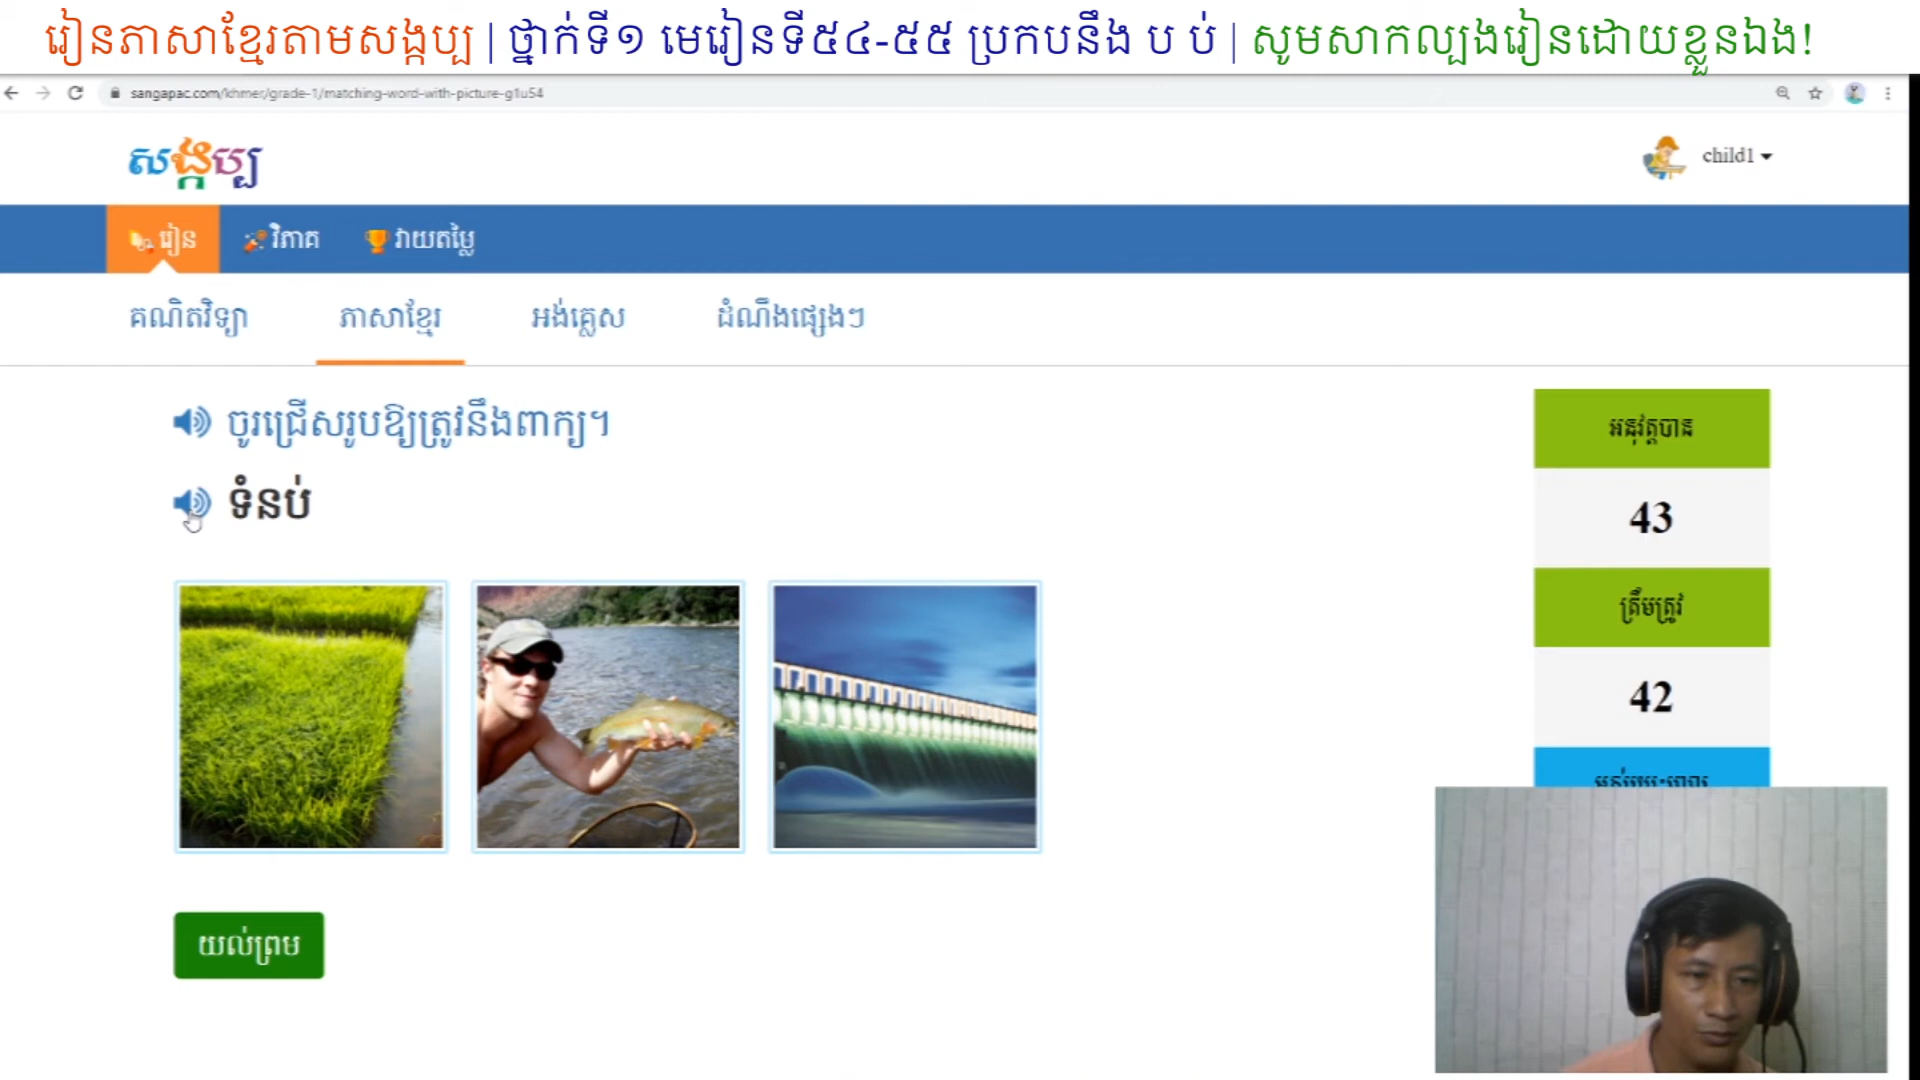 រៀនភាសាខ្មែរតាមសង្កប្ប | ថ្នាក់ទី១ មេរៀនទី៥៤-៥៥ ប្រកបនឹង ប ប់ | សូមសាកល្បងរៀនដោយខ្លួនឯង!
sangapac.com/khmer/grade-1/matching-word-with-picture-g1u54
សង្កប្ប
child1
រៀន វិភាគ វាយតម្លៃ
គណិតវិទ្យា ភាសាខ្មែរ អង់គ្លេស ដំណឹងផ្សេងៗ
ចូរជ្រើសរូបឱ្យត្រូវនឹងពាក្យ។
ទំនប់
យល់ព្រម
អនុវត្តបាន
43
ត្រឹមត្រូវ
42